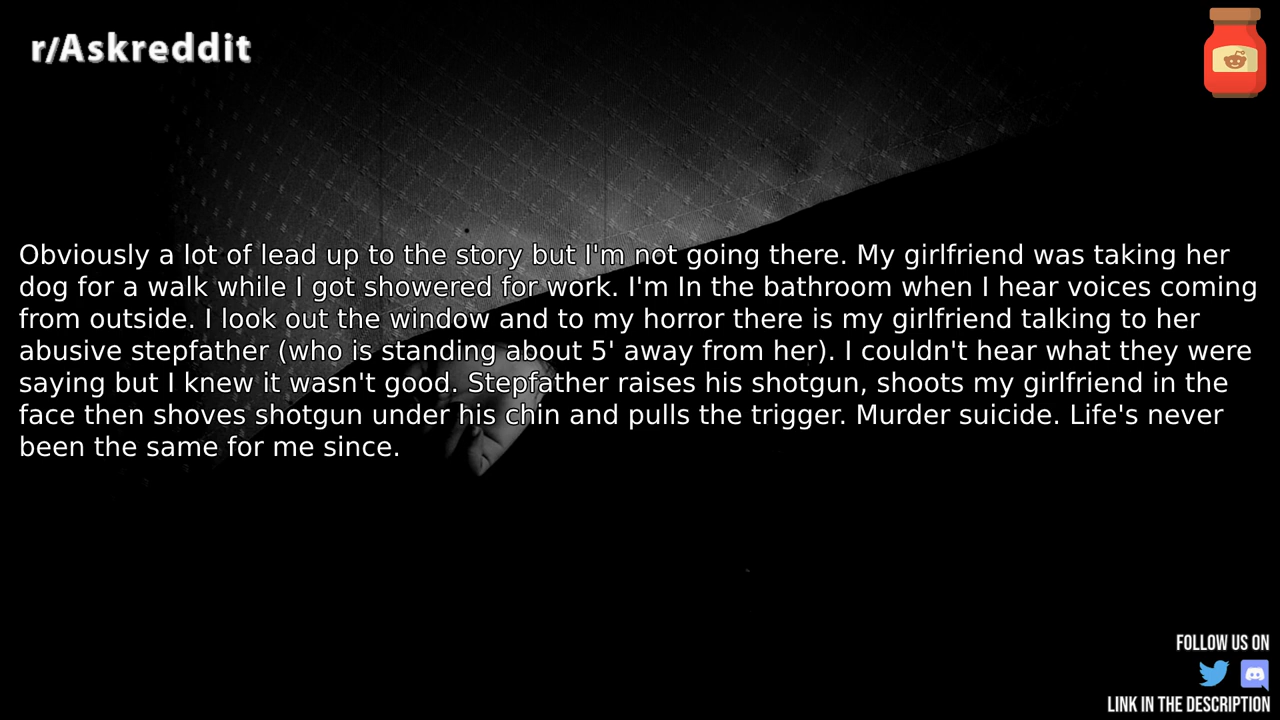 r/Askreddit
Obviously a lot of lead up to the story but I'm not going there. My girlfriend was taking her
dog for a walk while I got showered for work. I'm In the bathroom when I hear voices coming
from outside. I look out the window and to my horror there is my girlfriend talking to her
abusive stepfather (who is standing about 5' away from her). I couldn't hear what they were
saying but I knew it wasn't good. Stepfather raises his shotgun, shoots my girlfriend in the
face then shoves shotgun under his chin and pulls the trigger. Murder suicide. Life's never
been the same for me since.
FOLLOW US ON
LINK IN THE DESCRIPTION